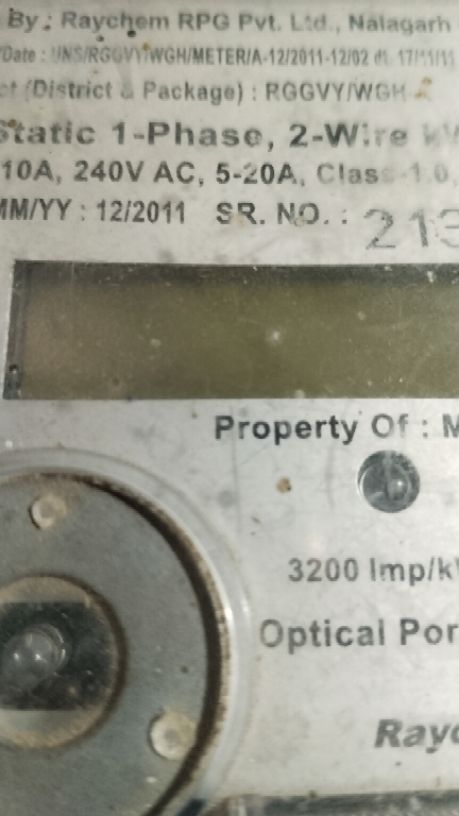 By : Raychem RPG Pvt. Ltd., Nalagarh
/Date : UNS/RGGVY/WGH/METER/A-12/2011-12/02 dt. 17/11/11
(District & Package) : RGGVY/WGH
Static 1-Phase, 2-Wire
10A, 240V AC, 5-20A, Class-1.0,
MM/YY : 12/2011 SR. NO. : 213
Property Of : M
3200 Imp/k
Optical Por
Rayc